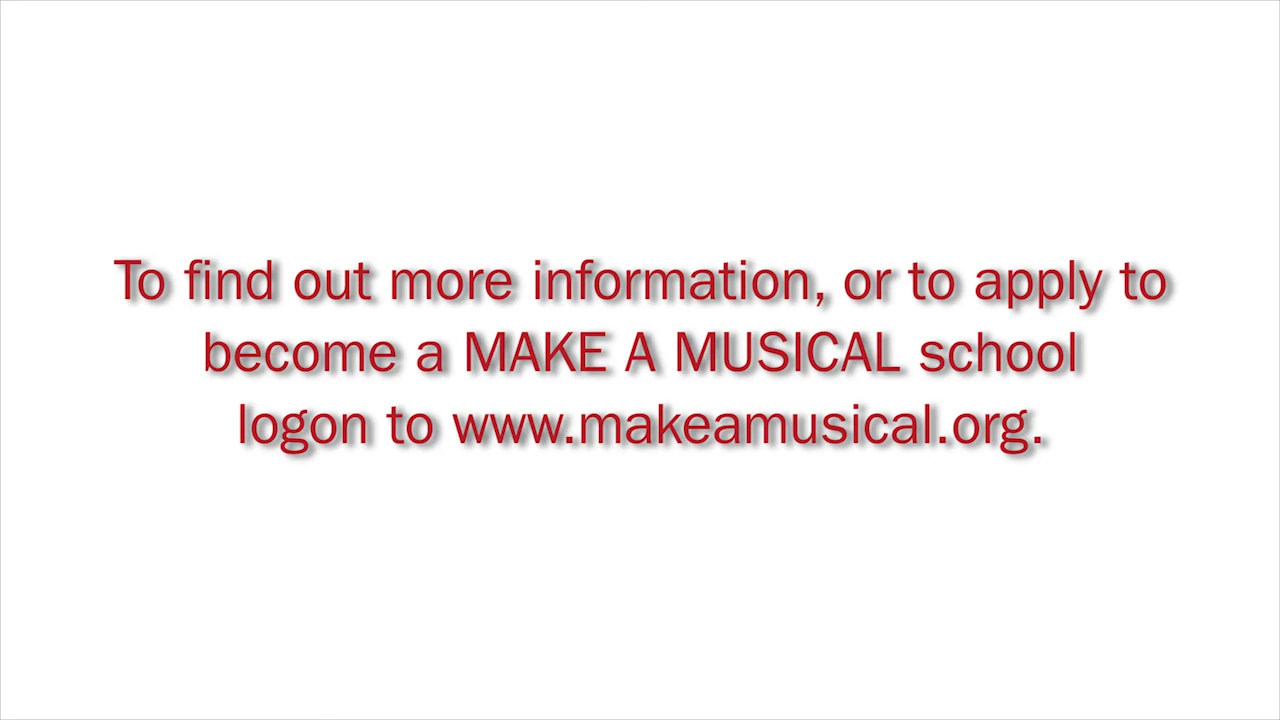 To find out more information, or to apply to
become a MAKE A MUSICAL school
logon to www.makeamusical.org.